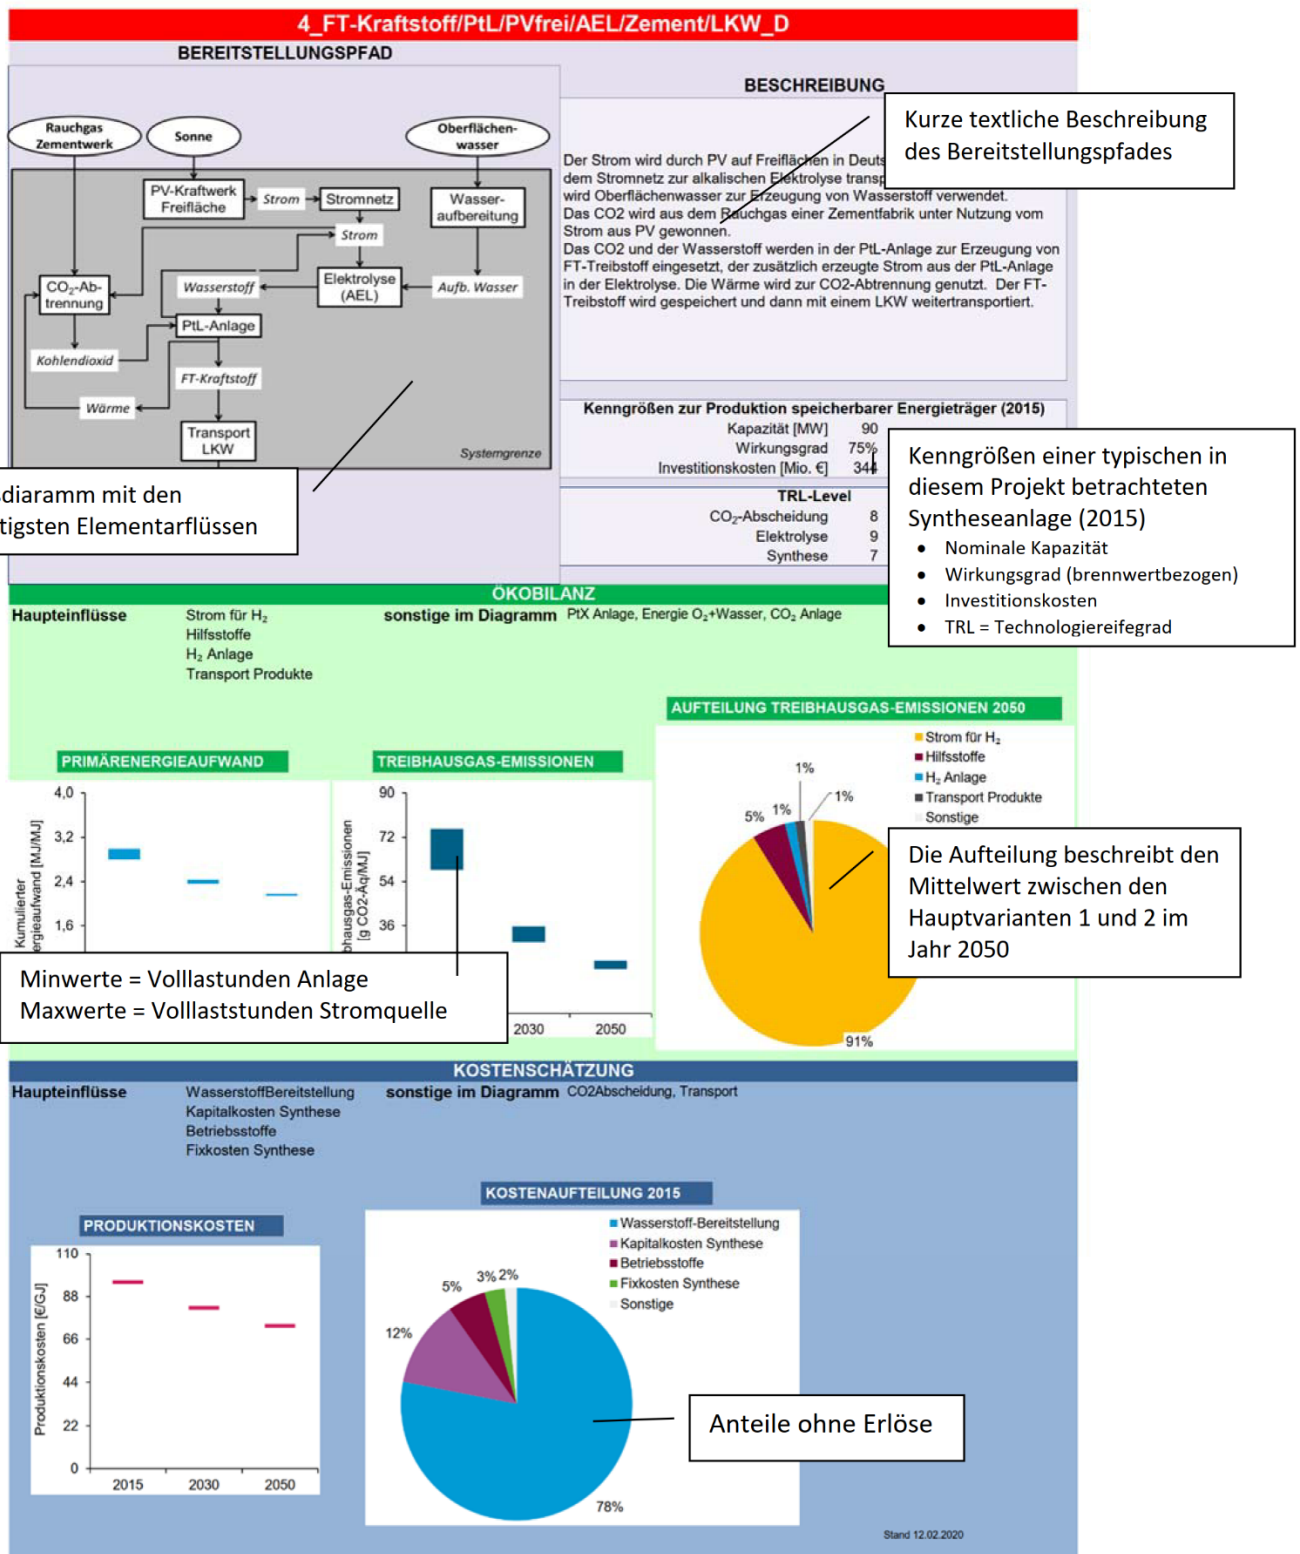 4_FT-Kraftstoff/PtL/PVfrei/AEL/Zement/LKW_D
BEREITSTELLUNGSPFAD
Rauchgas
Zementwerk
Sonne
Oberflächen-
wasser
PV-Kraftwerk
Freifläche
Strom
Stromnetz
Wasser-
aufbereitung
Strom
CO₂-Ab-
trennung
Wasserstoff
Elektrolyse
(AEL)
Aufb. Wasser
PtL-Anlage
Kohlendioxid
FT-Kraftstoff
Wärme
Transport
LKW
Systemgrenze
BESCHREIBUNG
Der Strom wird durch PV auf Freiflächen in
dem Stromnetz zur alkalischen Elektrolyse
wird Oberflächenwasser zur Erzeugung von Wasserstoff verwendet.
Das CO2 wird aus dem Rauchgas einer Zementfabrik unter Nutzung vom
Strom aus PV gewonnen.
Das CO2 und der Wasserstoff werden in der PtL-Anlage zur Erzeugung von
FT-Treibstoff eingesetzt, der zusätzlich erzeugte Strom aus der PtL-Anlage
in der Elektrolyse. Die Wärme wird zur CO2-Abtrennung genutzt. Der FT-
Treibstoff wird gespeichert und dann mit einem LKW weitertransportiert.
Kurze textliche Beschreibung
des Bereitstellungspfades
Kenngrößen zur Produktion speicherbarer Energieträger (2015)
Kapazität [MW] 90
Wirkungsgrad 75%
Investitionskosten [Mio. €] 344
TRL-Level
CO₂-Abscheidung 8
Elektrolyse 9
Synthese 7
Kenngrößen einer typischen in
diesem Projekt betrachteten
Syntheseanlage (2015)
• Nominale Kapazität
• Wirkungsgrad (brennwertbezogen)
• Investitionskosten
• TRL = Technologiereifegrad
sdiaramm mit den
tigsten Elementarflüssen
ÖKOBILANZ
Haupteinflüsse
Strom für H₂
Hilfsstoffe
H₂ Anlage
Transport Produkte
sonstige im Diagramm PtX Anlage, Energie O₂+Wasser, CO₂ Anlage
PRIMÄRENERGIEAUFWAND
Kumulierter
ergieaufwand [MJ/MJ]
4,0
3,2
2,4
1,6
TREIBHAUSGAS-EMISSIONEN
bhausgas-Emissionen
[g CO2-Äq/MJ]
90
72
54
36
2030
2050
Minwerte = Volllastunden Anlage
Maxwerte = Volllaststunden Stromquelle
AUFTEILUNG TREIBHAUSGAS-EMISSIONEN 2050
Strom für H₂
Hilfsstoffe
H₂ Anlage
Transport Produkte
Sonstige
5%
1%
1%
1%
91%
Die Aufteilung beschreibt den
Mittelwert zwischen den
Hauptvarianten 1 und 2 im
Jahr 2050
KOSTENSCHÄTZUNG
Haupteinflüsse
WasserstoffBereitstellung
Kapitalkosten Synthese
Betriebsstoffe
Fixkosten Synthese
sonstige im Diagramm CO2Abscheidung, Transport
PRODUKTIONSKOSTEN
Produktionskosten [€/GJ]
110
88
66
44
22
0
2015
2030
2050
KOSTENAUFTEILUNG 2015
Wasserstoff-Bereitstellung
Kapitalkosten Synthese
Betriebsstoffe
Fixkosten Synthese
Sonstige
12%
5%
3%
2%
78%
Anteile ohne Erlöse
Stand 12.02.2020